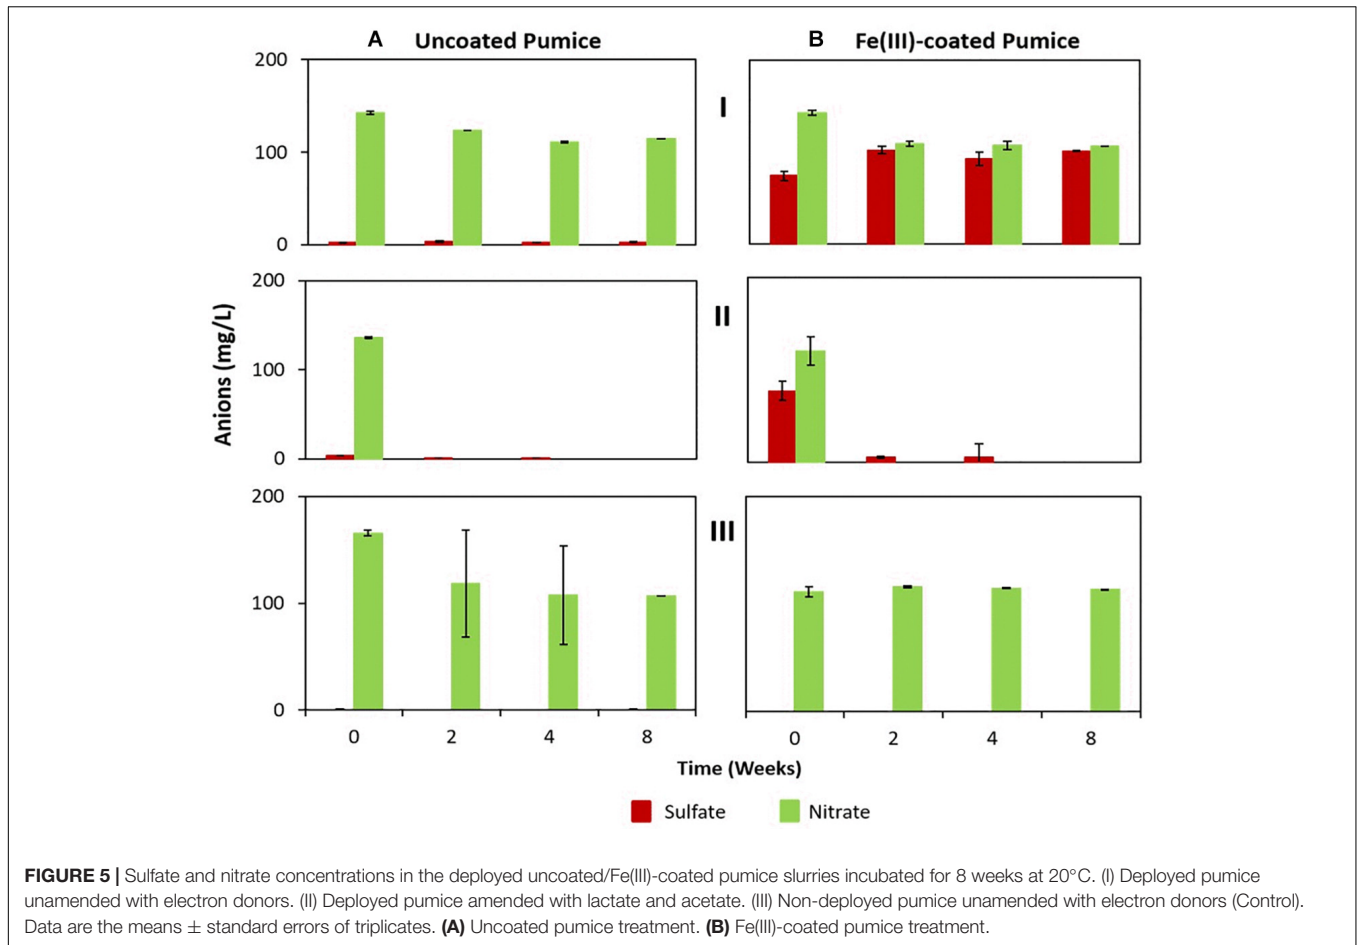 A Uncoated Pumice
B Fe(III)-coated Pumice
200
100
0
I
200
100
0
II
Anions (mg/L)
200
100
0
III
0 2 4 8
0 2 4 8
Time (Weeks)
Sulfate Nitrate
FIGURE 5 | Sulfate and nitrate concentrations in the deployed uncoated/Fe(III)-coated pumice slurries incubated for 8 weeks at 20°C. (I) Deployed pumice
unamended with electron donors. (II) Deployed pumice amended with lactate and acetate. (III) Non-deployed pumice unamended with electron donors (Control).
Data are the means ± standard errors of triplicates. (A) Uncoated pumice treatment. (B) Fe(III)-coated pumice treatment.